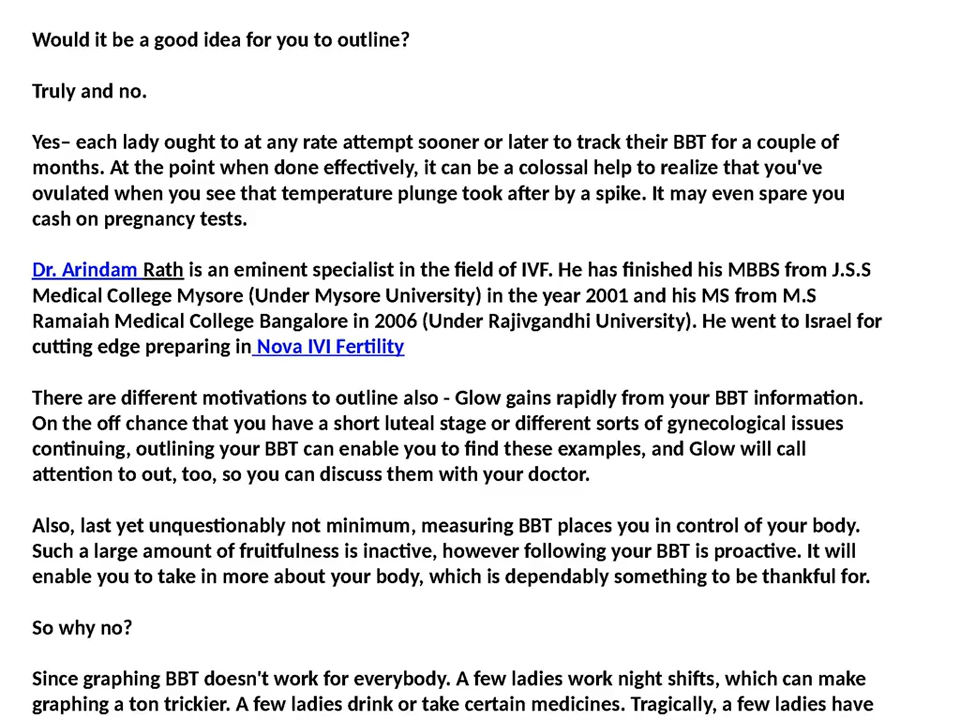 Would it be a good idea for you to outline?
Truly and no.
Yes– each lady ought to at any rate attempt sooner or later to track their BBT for a couple of
months. At the point when done effectively, it can be a colossal help to realize that you've
ovulated when you see that temperature plunge took after by a spike. It may even spare you
cash on pregnancy tests.
Dr. Arindam Rath is an eminent specialist in the field of IVF. He has finished his MBBS from J.S.S
Medical College Mysore (Under Mysore University) in the year 2001 and his MS from M.S
Ramaiah Medical College Bangalore in 2006 (Under Rajivgandhi University). He went to Israel for
cutting edge preparing in Nova IVI Fertility
There are different motivations to outline also - Glow gains rapidly from your BBT information.
On the off chance that you have a short luteal stage or different sorts of gynecological issues
continuing, outlining your BBT can enable you to find these examples, and Glow will call
attention to out, too, so you can discuss them with your doctor.
Also, last yet unquestionably not minimum, measuring BBT places you in control of your body.
Such a large amount of fruitfulness is inactive, however following your BBT is proactive. It will
enable you to take in more about your body, which is dependably something to be thankful for.
So why no?
Since graphing BBT doesn't work for everybody. A few ladies work night shifts, which can make
graphing a ton trickier. A few ladies drink or take certain medicines. Tragically, a few ladies have